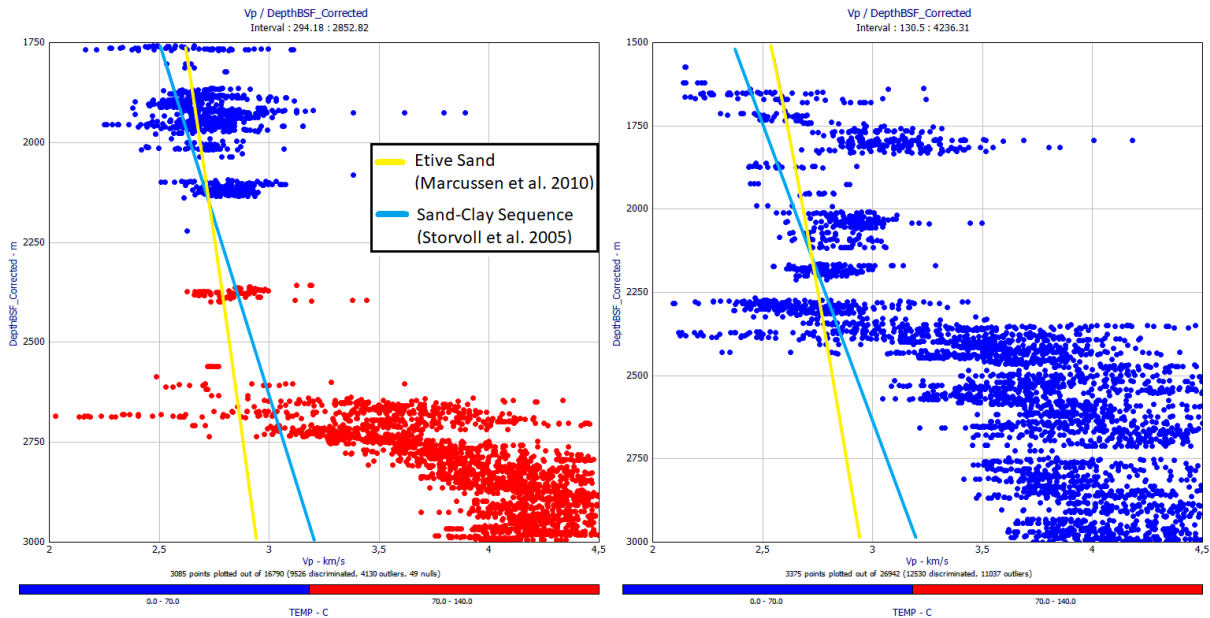 Vp / DepthBSF_Corrected
Interval : 294.18 : 2852.82
1750
2000
2250
2500
2750
3000
DepthBSF_Corrected - m
2
2,5
3
3,5
4
4,5
Vp - km/s
3085 points plotted out of 16790 (9526 discriminated, 4130 outliers, 49 nulls)
0.0 - 70.0
70.0 - 140.0
TEMP - C
Etive Sand
(Marcussen et al. 2010)
Sand-Clay Sequence
(Storvoll et al. 2005)
Vp / DepthBSF_Corrected
Interval : 130.5 : 4236.31
1500
1750
2000
2250
2500
2750
3000
DepthBSF_Corrected - m
2
2,5
3
3,5
4
4,5
Vp - km/s
3375 points plotted out of 26942 (12530 discriminated, 11037 outliers)
0.0 - 70.0
70.0 - 140.0
TEMP - C